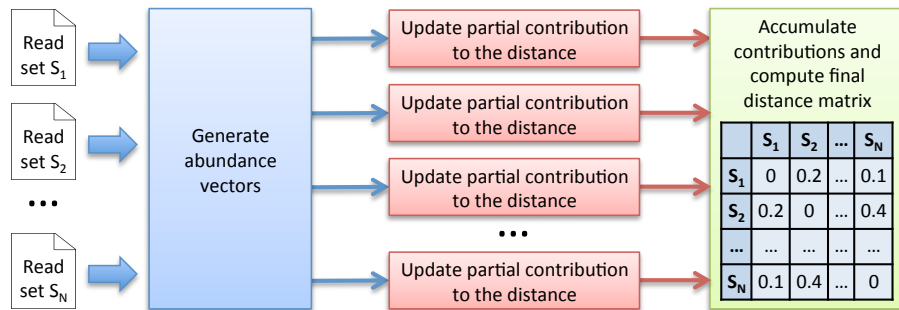 Read
set S1
Read
set S2
...
Read
set SN
Generate
abundance
vectors
Update partial contribution
to the distance
Update partial contribution
to the distance
Update partial contribution
to the distance
...
Update partial contribution
to the distance
Accumulate
contributions and
compute final
distance matrix
S1 S2 ... SN
S1 0 0.2 ... 0.1
S2 0.2 0 ... 0.4
... ... ... ... ...
SN 0.1 0.4 ... 0